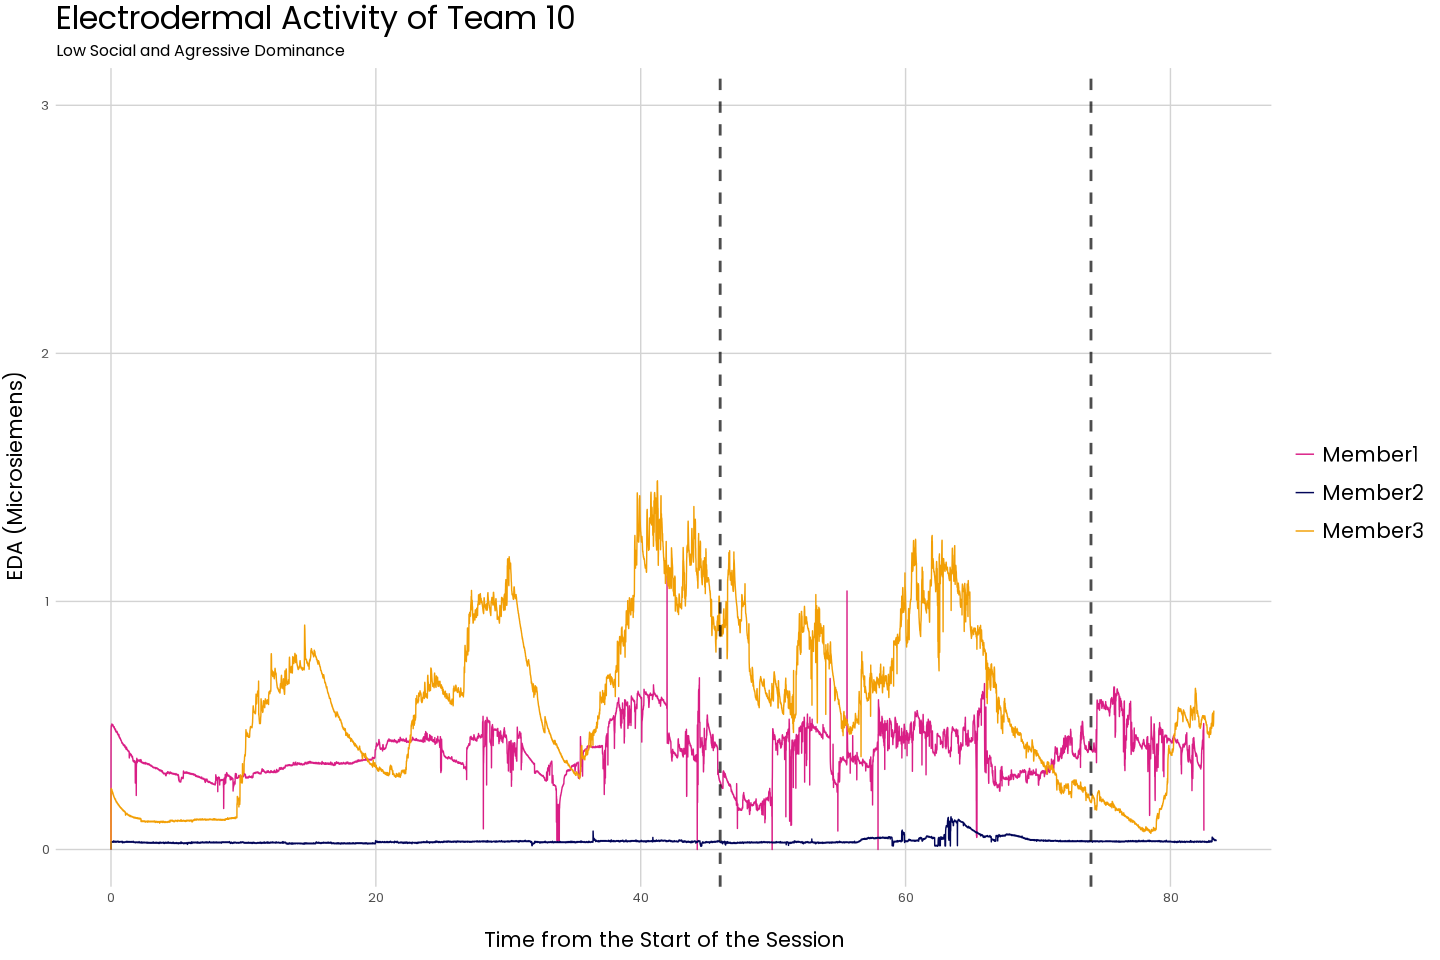 Electrodermal Activity of Team 10
Low Social and Agressive Dominance
EDA (Microsiemens)
3
2
1
0
0 20 40 60 80
Time from the Start of the Session
Member1
Member2
Member3